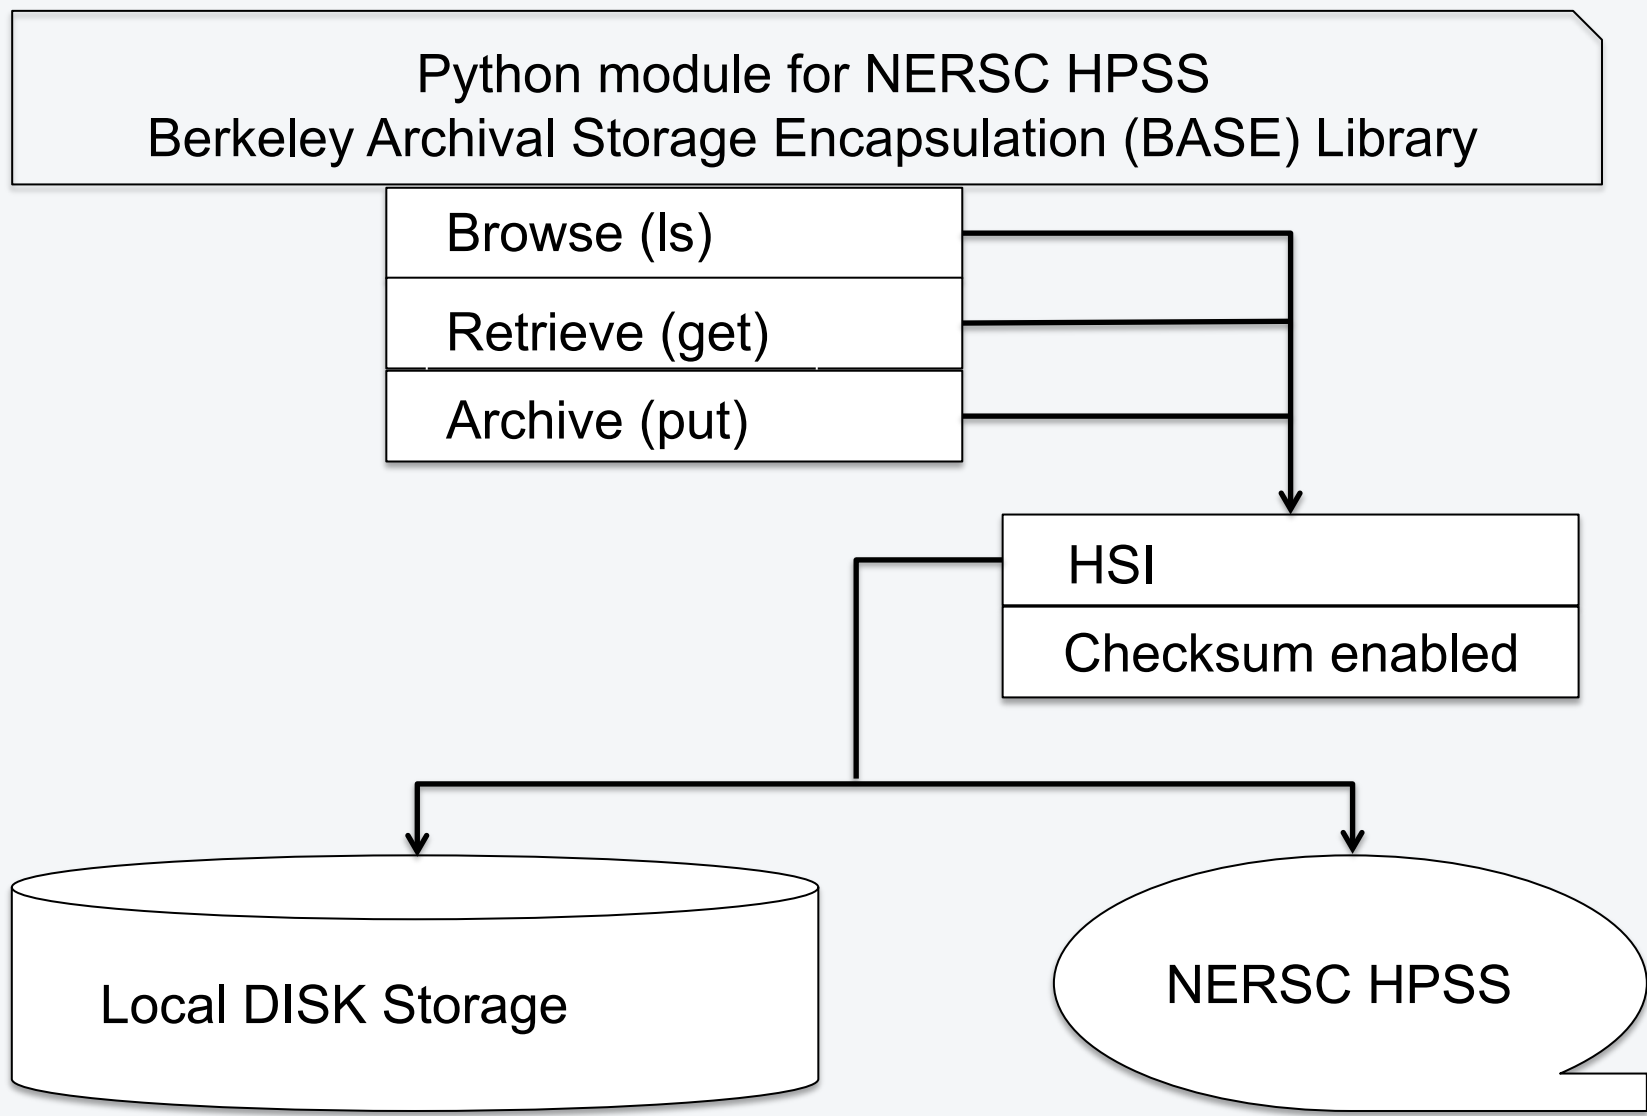 Python module for NERSC HPSS
Berkeley Archival Storage Encapsulation (BASE) Library
Browse (ls)
Retrieve (get)
Archive (put)
HSI
Checksum enabled
Local DISK Storage
NERSC HPSS